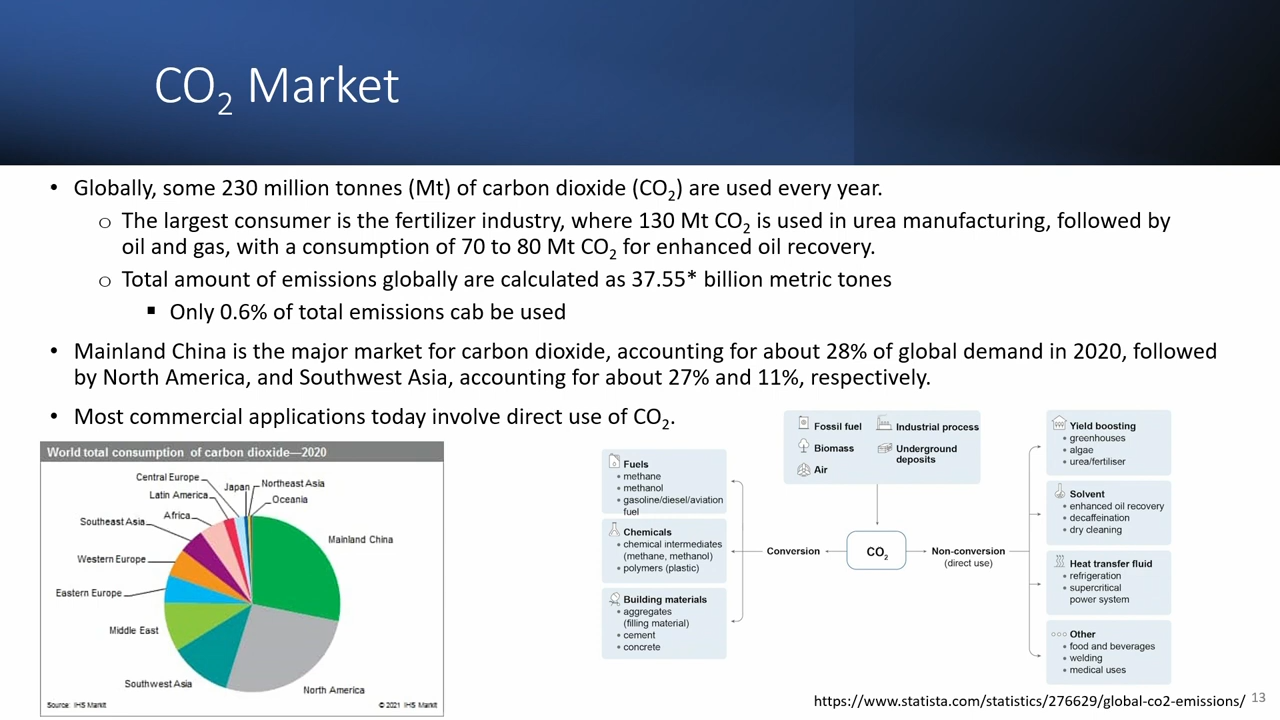 CO₂ Market
• Globally, some 230 million tonnes (Mt) of carbon dioxide (CO₂) are used every year.
o The largest consumer is the fertilizer industry, where 130 Mt CO₂ is used in urea manufacturing, followed by
oil and gas, with a consumption of 70 to 80 Mt CO₂ for enhanced oil recovery.
o Total amount of emissions globally are calculated as 37.55* billion metric tones
▪ Only 0.6% of total emissions cab be used
• Mainland China is the major market for carbon dioxide, accounting for about 28% of global demand in 2020, followed
by North America, and Southwest Asia, accounting for about 27% and 11%, respectively.
• Most commercial applications today involve direct use of CO₂.
World total consumption of carbon dioxide—2020
Central Europe
Japan
Northeast Asia
Latin America
Oceania
Africa
Southeast Asia
Mainland China
Western Europe
Eastern Europe
Middle East
Southwest Asia
North America
Source: IHS Markit
© 2021 IHS Markit
Fossil fuel
Industrial process
Biomass
Underground
deposits
Air
Fuels
• methane
• methanol
• gasoline/diesel/aviation
fuel
Chemicals
• chemical intermediates
(methane, methanol)
• polymers (plastic)
Building materials
• aggregates
(filling material)
• cement
• concrete
Conversion
CO₂
Non-conversion
(direct use)
Yield boosting
• greenhouses
• algae
• urea/fertiliser
Solvent
• enhanced oil recovery
• decaffeination
• dry cleaning
Heat transfer fluid
• refrigeration
• supercritical
power system
Other
• food and beverages
• welding
• medical uses
https://www.statista.com/statistics/276629/global-co2-emissions/
13